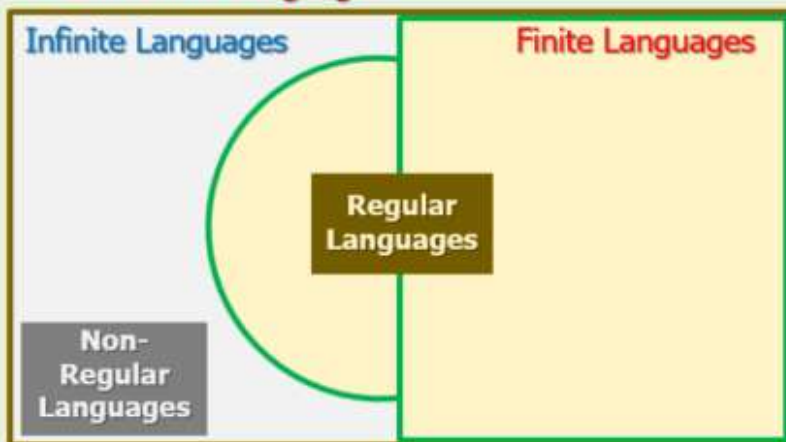 Infinite Languages
Finite Languages
Regular
Languages
Non-
Regular
Languages